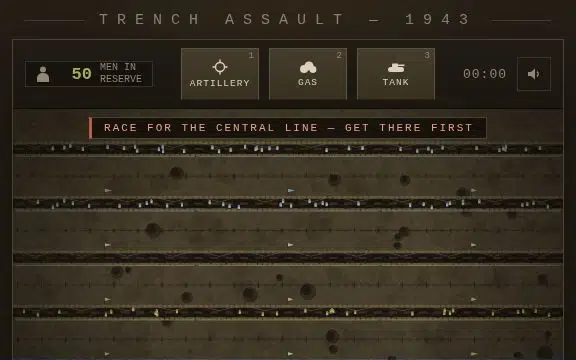 TRENCH ASSAULT — 1943
50 MEN IN RESERVE
1
ARTILLERY
2
GAS
3
TANK
00:00
RACE FOR THE CENTRAL LINE — GET THERE FIRST